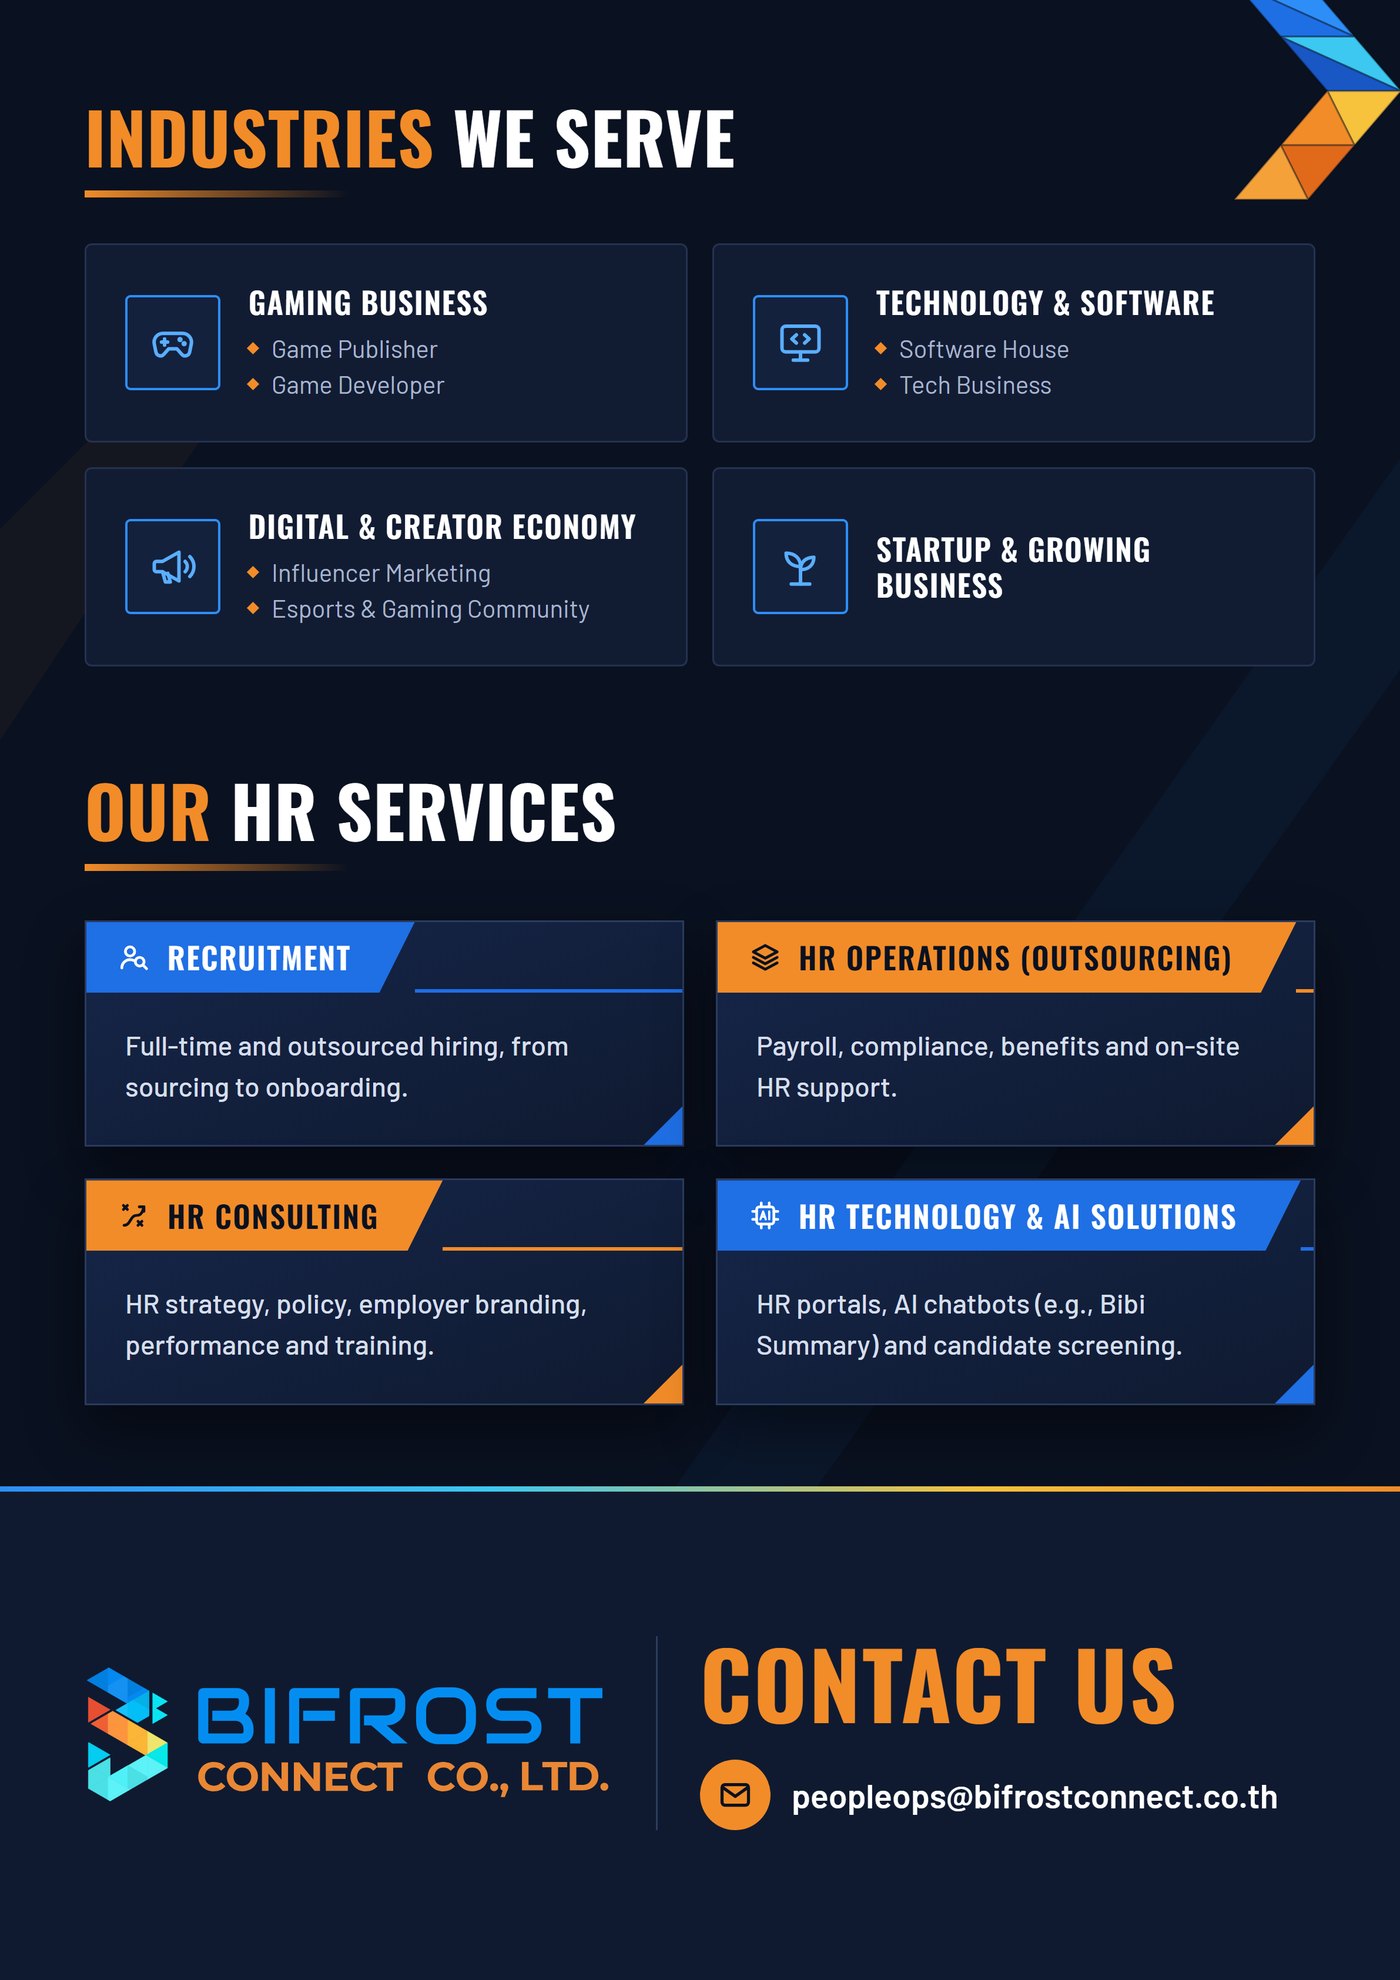 INDUSTRIES WE SERVE
GAMING BUSINESS
Game Publisher
Game Developer
TECHNOLOGY & SOFTWARE
Software House
Tech Business
DIGITAL & CREATOR ECONOMY
Influencer Marketing
Esports & Gaming Community
STARTUP & GROWING
BUSINESS
OUR HR SERVICES
RECRUITMENT
Full-time and outsourced hiring, from
sourcing to onboarding.
HR OPERATIONS (OUTSOURCING)
Payroll, compliance, benefits and on-site
HR support.
HR CONSULTING
HR strategy, policy, employer branding,
performance and training.
AI
HR TECHNOLOGY & AI SOLUTIONS
HR portals, AI chatbots (e.g., Bibi
Summary) and candidate screening.
BIFROST
CONNECT CO., LTD.
CONTACT US
peopleops@bifrostconnect.co.th